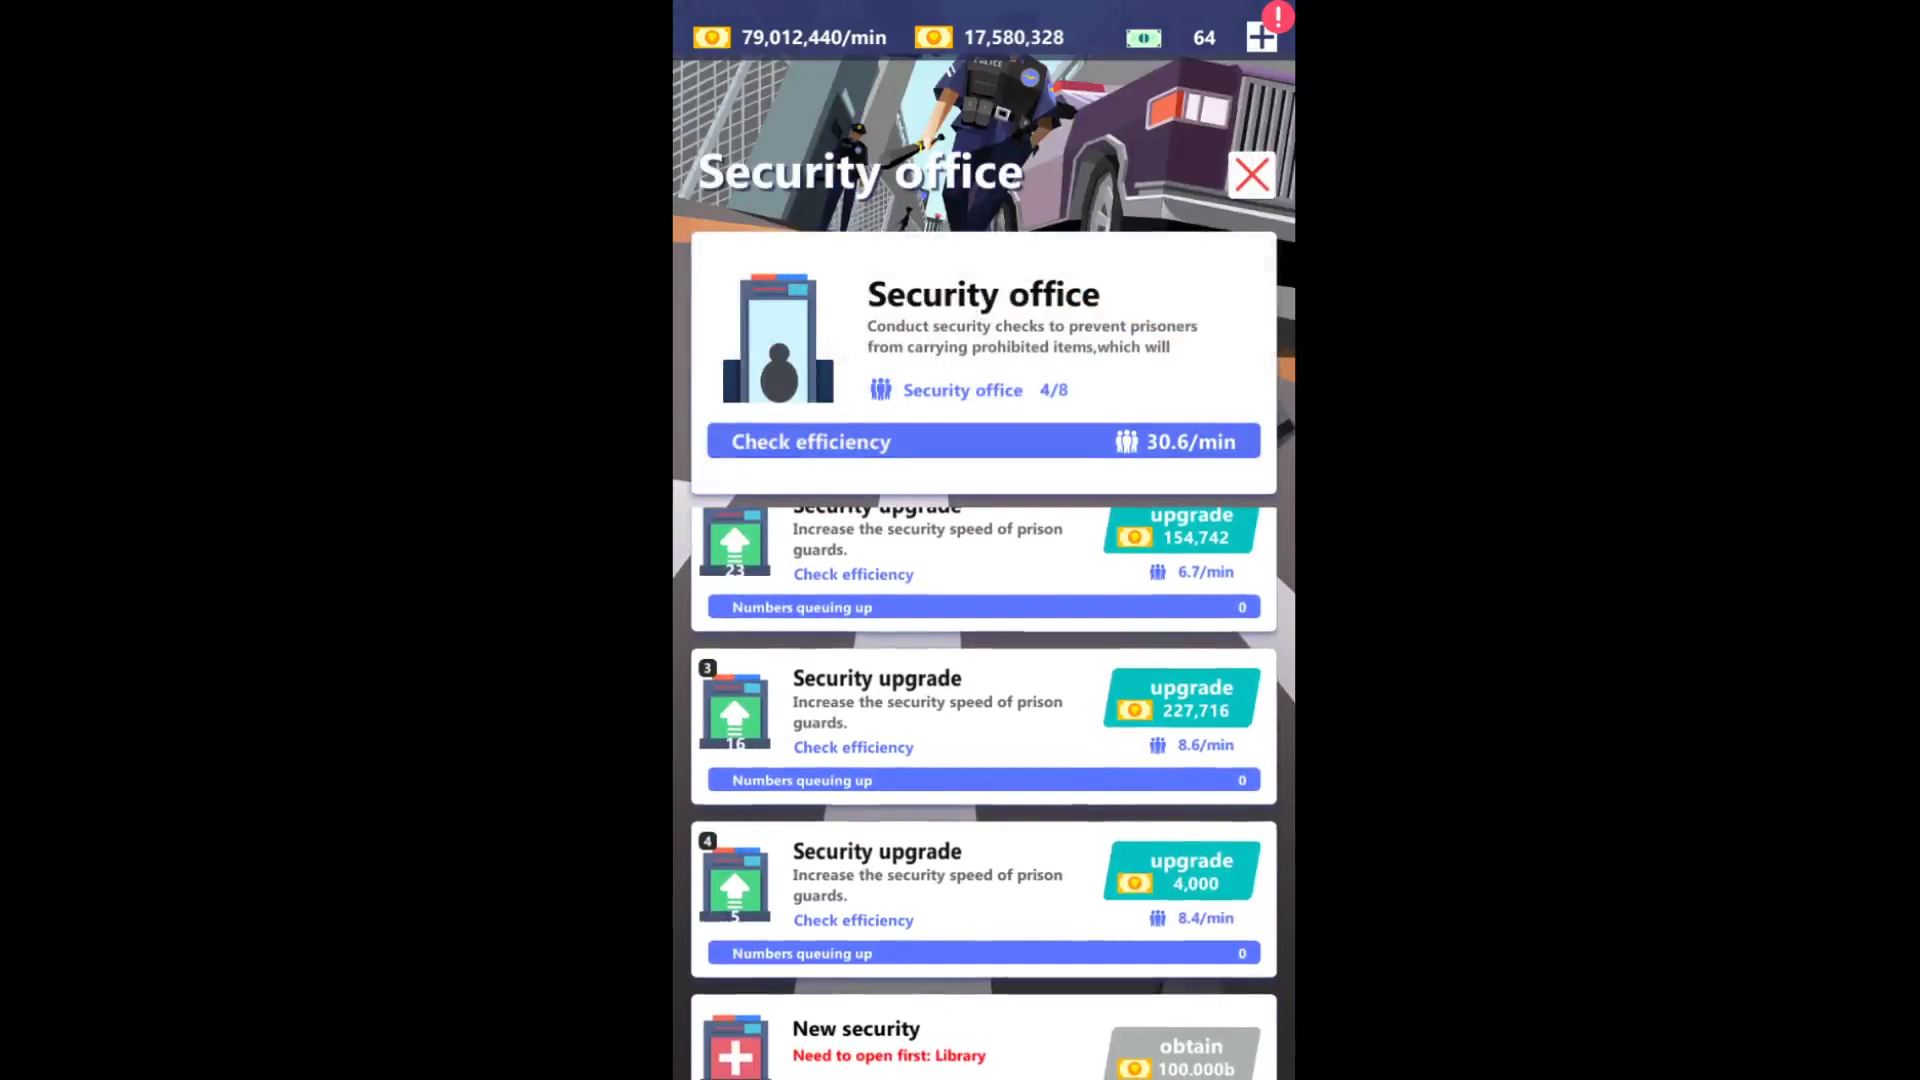 79,012,440/min 17,580,328 64
!
POLICE
Security office
Security office
Conduct security checks to prevent prisoners
from carrying prohibited items,which will
Security office 4/8
Check efficiency 30.6/min
Security upgrade
Increase the security speed of prison
guards.
upgrade
154,742
23
Check efficiency 6.7/min
Numbers queuing up 0
3
Security upgrade
Increase the security speed of prison
guards.
upgrade
227,716
16
Check efficiency 8.6/min
Numbers queuing up 0
4
Security upgrade
Increase the security speed of prison
guards.
upgrade
4,000
5
Check efficiency 8.4/min
Numbers queuing up 0
New security
Need to open first: Library
obtain
100.000b